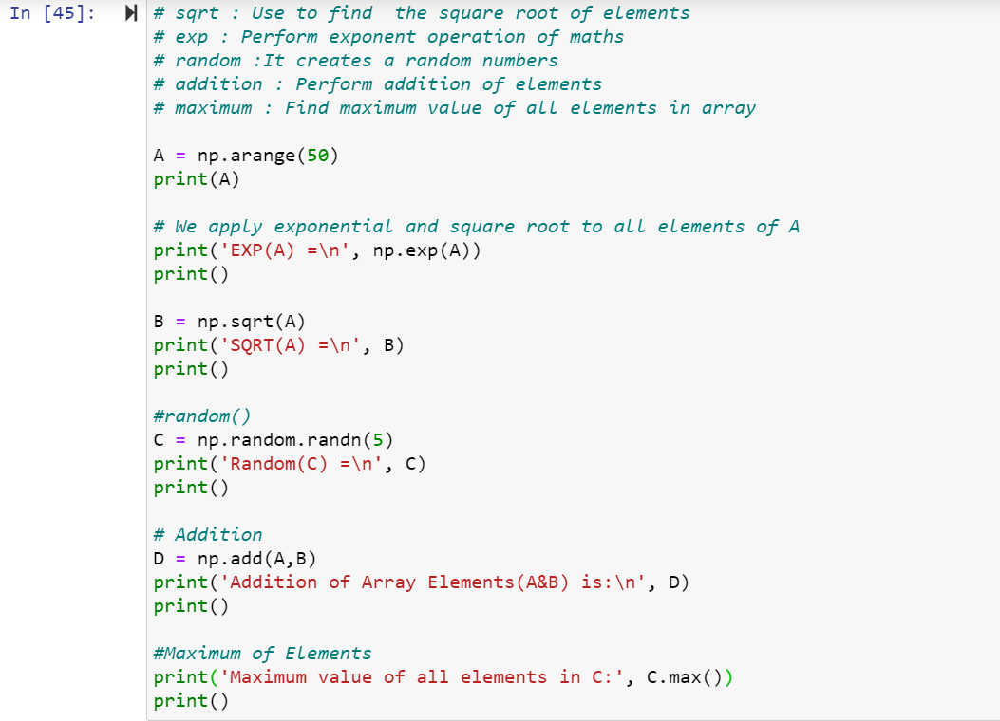 In [45]:
# sqrt : Use to find  the square root of elements
# exp : Perform exponent operation of maths
# random :It creates a random numbers
# addition : Perform addition of elements
# maximum : Find maximum value of all elements in array
A = np.arange(50)
print(A)
# We apply exponential and square root to all elements of A
print('EXP(A) =\n', np.exp(A))
print()
B = np.sqrt(A)
print('SQRT(A) =\n', B)
print()
#random()
C = np.random.randn(5)
print('Random(C) =\n', C)
print()
# Addition
D = np.add(A,B)
print('Addition of Array Elements(A&B) is:\n', D)
print()
#Maximum of Elements
print('Maximum value of all elements in C:', C.max())
print()